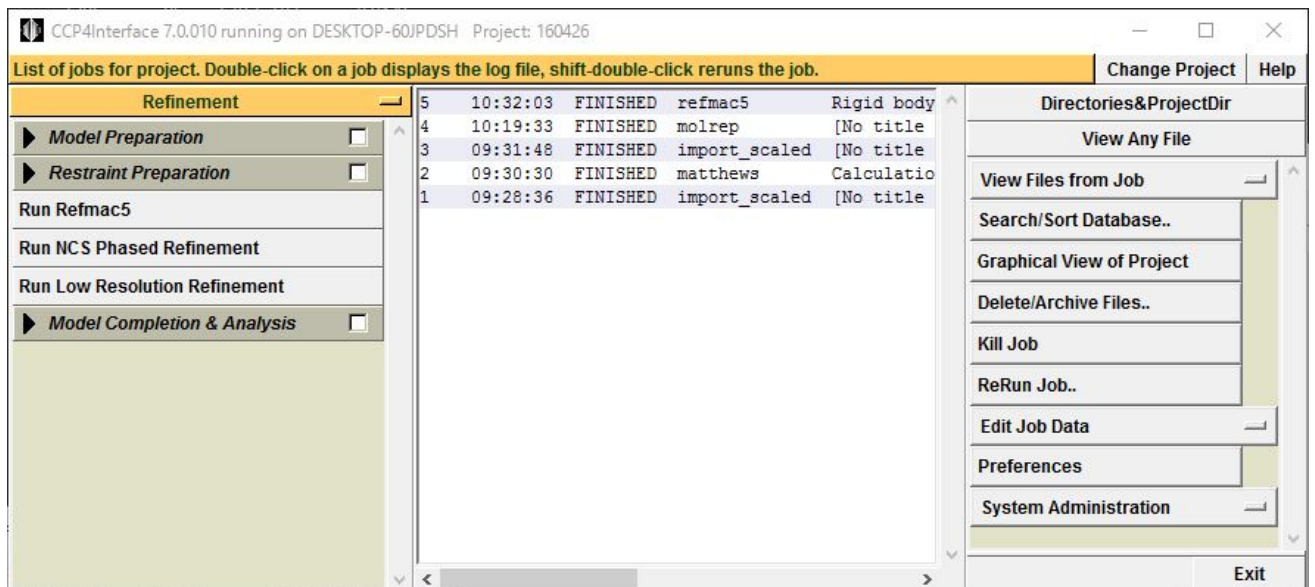 CCP4Interface 7.0.010 running on DESKTOP-60JPDSH Project: 160426
List of jobs for project. Double-click on a job displays the log file, shift-double-click reruns the job.
Change Project
Help
Refinement
Model Preparation
Restraint Preparation
Run Refmac5
Run NCS Phased Refinement
Run Low Resolution Refinement
Model Completion & Analysis
5 10:32:03 FINISHED refmac5 Rigid body
4 10:19:33 FINISHED molrep [No title
3 09:31:48 FINISHED import_scaled [No title
2 09:30:30 FINISHED matthews Calculatio
1 09:28:36 FINISHED import_scaled [No title
Directories&ProjectDir
View Any File
View Files from Job
Search/Sort Database..
Graphical View of Project
Delete/Archive Files..
Kill Job
ReRun Job..
Edit Job Data
Preferences
System Administration
Exit